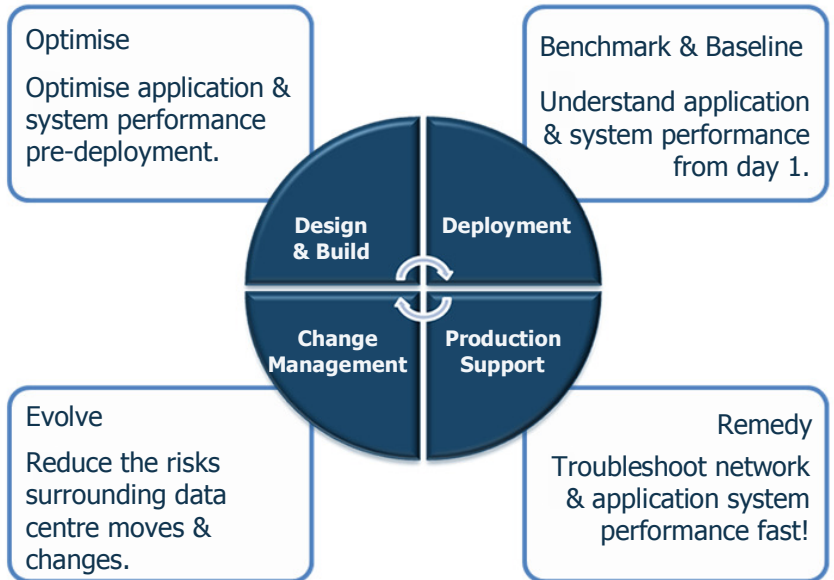 Optimise
Optimise application &
system performance
pre-deployment.
Benchmark & Baseline
Understand application
& system performance
from day 1.
Design
& Build
Deployment
Change
Management
Production
Support
Evolve
Reduce the risks
surrounding data
centre moves &
changes.
Remedy
Troubleshoot network
& application system
performance fast!